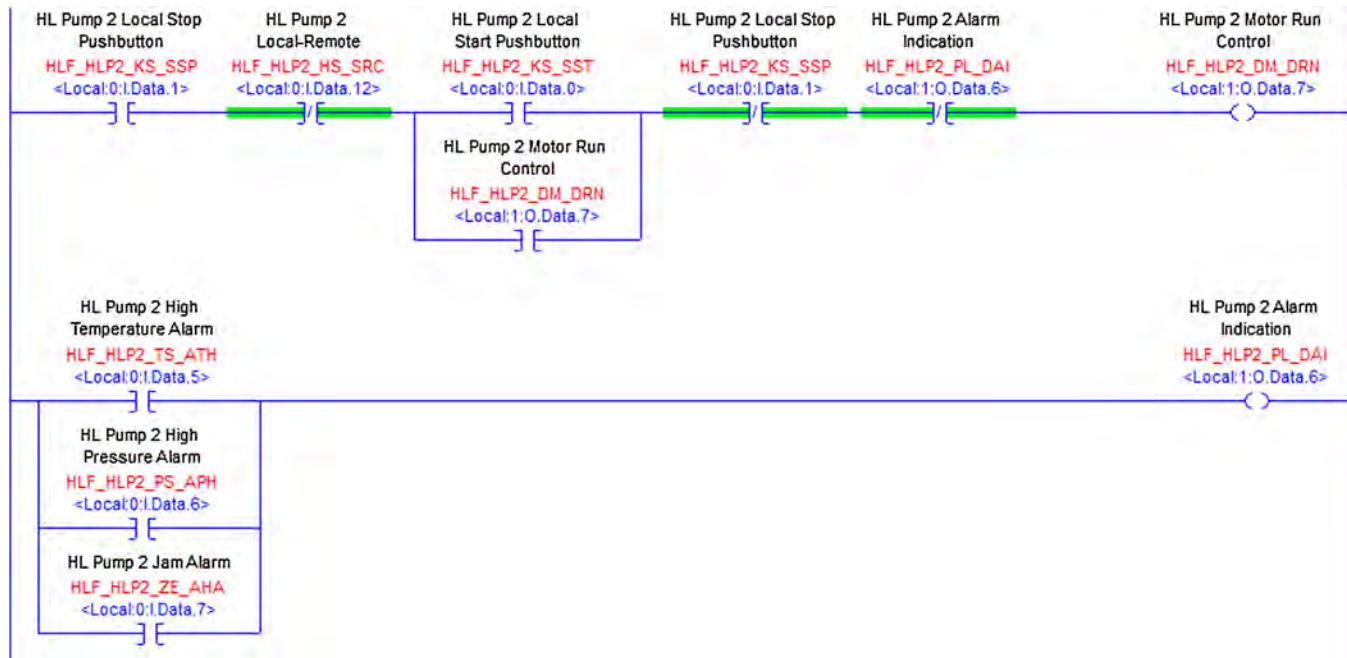 HL Pump 2 Local Stop
Pushbutton
HLF_HLP2_KS_SSP
<Local:0:I.Data.1>
HL Pump 2
Local-Remote
HLF_HLP2_HS_SRC
<Local:0:I.Data.12>
HL Pump 2 Local
Start Pushbutton
HLF_HLP2_KS_SST
<Local:0:I.Data.0>
HL Pump 2 Local Stop
Pushbutton
HLF_HLP2_KS_SSP
<Local:0:I.Data.1>
HL Pump 2 Alarm
Indication
HLF_HLP2_PL_DAI
<Local:1:O.Data.6>
HL Pump 2 Motor Run
Control
HLF_HLP2_DM_DRN
<Local:1:O.Data.7>
HL Pump 2 Motor Run
Control
HLF_HLP2_DM_DRN
<Local:1:O.Data.7>
HL Pump 2 High
Temperature Alarm
HLF_HLP2_TS_ATH
<Local:0:I.Data.5>
HL Pump 2 Alarm
Indication
HLF_HLP2_PL_DAI
<Local:1:O.Data.6>
HL Pump 2 High
Pressure Alarm
HLF_HLP2_PS_APH
<Local:0:I.Data.6>
HL Pump 2 Jam Alarm
HLF_HLP2_ZE_AHA
<Local:0:I.Data.7>